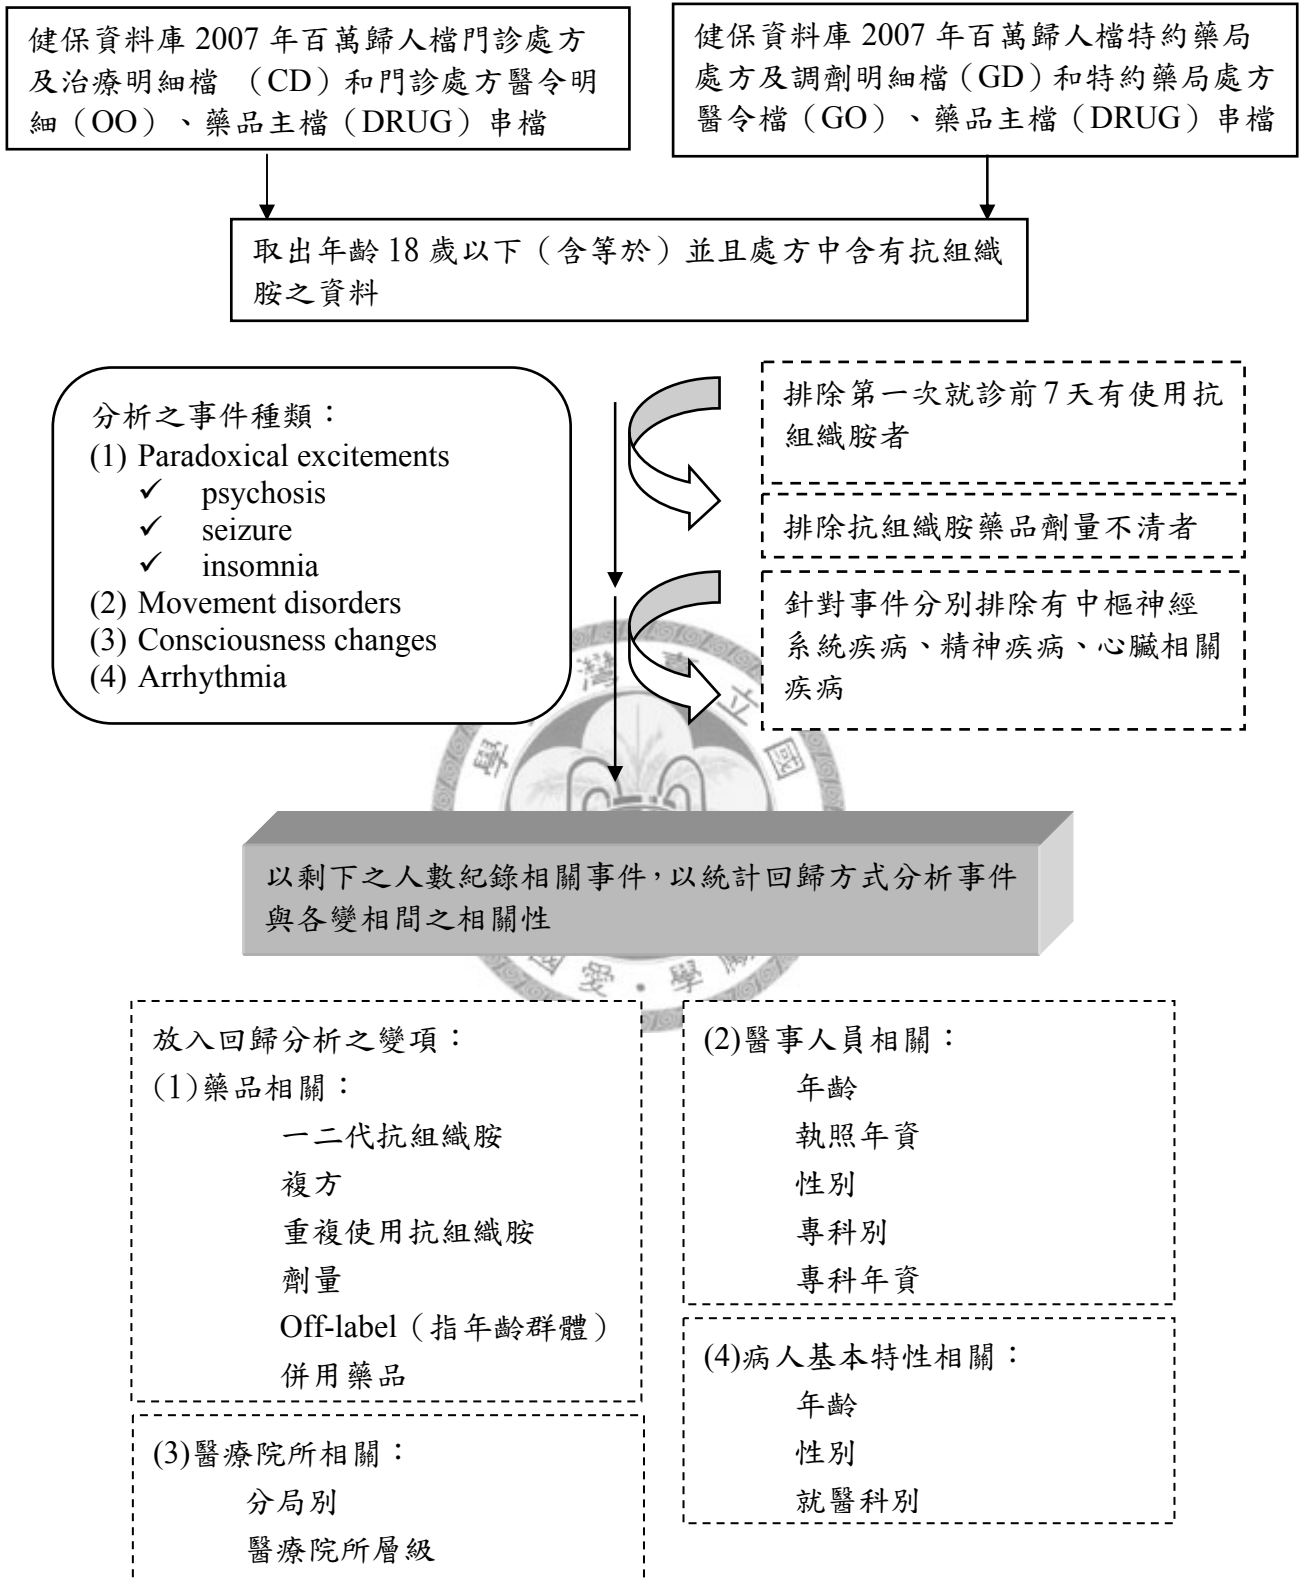 健保資料庫 2007 年百萬歸人檔門診處方
及治療明細檔 （CD）和門診處方醫令明
細（OO）、藥品主檔（DRUG）串檔
健保資料庫 2007 年百萬歸人檔特約藥局
處方及調劑明細檔（GD）和特約藥局處方
醫令檔（GO）、藥品主檔（DRUG）串檔
取出年齡 18 歲以下（含等於）並且處方中含有抗組織
胺之資料
分析之事件種類：
(1) Paradoxical excitements
✓ psychosis
✓ seizure
✓ insomnia
(2) Movement disorders
(3) Consciousness changes
(4) Arrhythmia
排除第一次就診前 7 天有使用抗
組織胺者
排除抗組織胺藥品劑量不清者
針對事件分別排除有中樞神經
系統疾病、精神疾病、心臟相關
疾病
以剩下之人數紀錄相關事件，以統計回歸方式分析事件
與各變相間之相關性
放入回歸分析之變項：
(1)藥品相關：
一二代抗組織胺
複方
重複使用抗組織胺
劑量
Off-label（指年齡群體）
併用藥品
(2)醫事人員相關：
年齡
執照年資
性別
專科別
專科年資
(3)醫療院所相關：
分局別
醫療院所層級
(4)病人基本特性相關：
年齡
性別
就醫科別
灣 立 國
學
愛・學